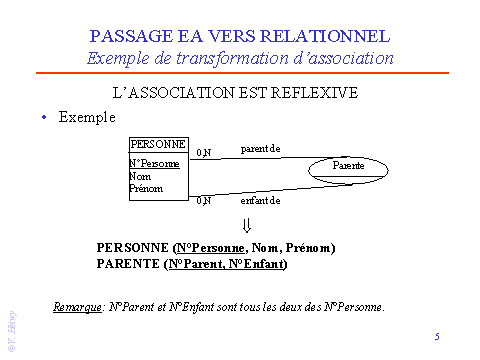 PASSAGE EA VERS RELATIONNEL
Exemple de transformation d’association
L’ASSOCIATION EST REFLEXIVE
• Exemple
PERSONNE
N°Personne
Nom
Prénom
0,N
parent de
Parente
0,N
enfant de
⇓
PERSONNE (N°Personne, Nom, Prénom)
PARENTE (N°Parent, N°Enfant)
Remarque: N°Parent et N°Enfant sont tous les deux des N°Personne.
5